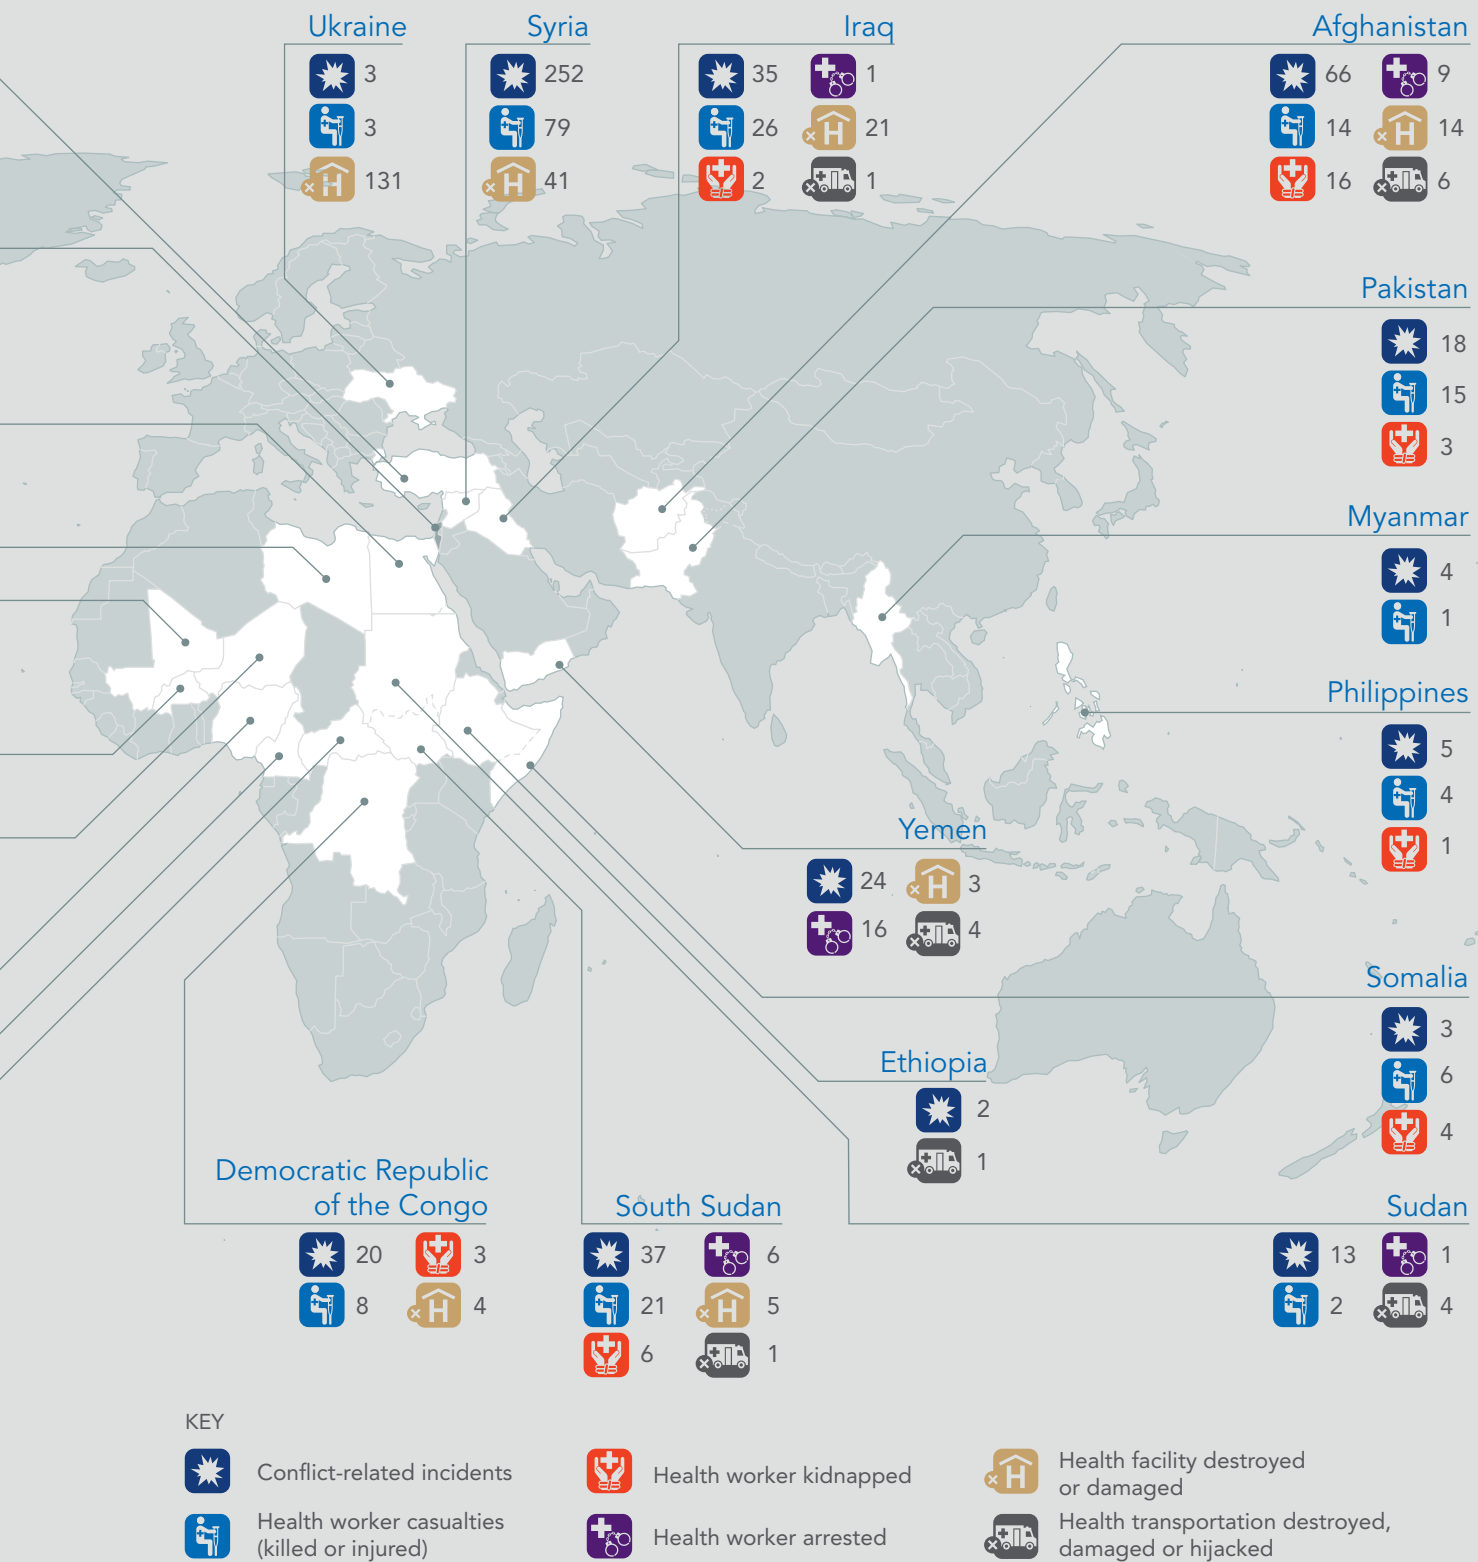 Ukraine
3
3
131
Syria
252
79
41
Iraq
35 1
26 21
2 1
Afghanistan
66 9
14 14
16 6
Pakistan
18
15
3
Myanmar
4
1
Philippines
5
4
1
Yemen
24 3
16 4
Somalia
3
6
4
Ethiopia
2
1
Democratic Republic
of the Congo
20 3
8 4
South Sudan
37 6
21 5
6 1
Sudan
13 1
2 4
KEY
Conflict-related incidents
Health worker casualties
(killed or injured)
Health worker kidnapped
Health worker arrested
Health facility destroyed
or damaged
Health transportation destroyed,
damaged or hijacked